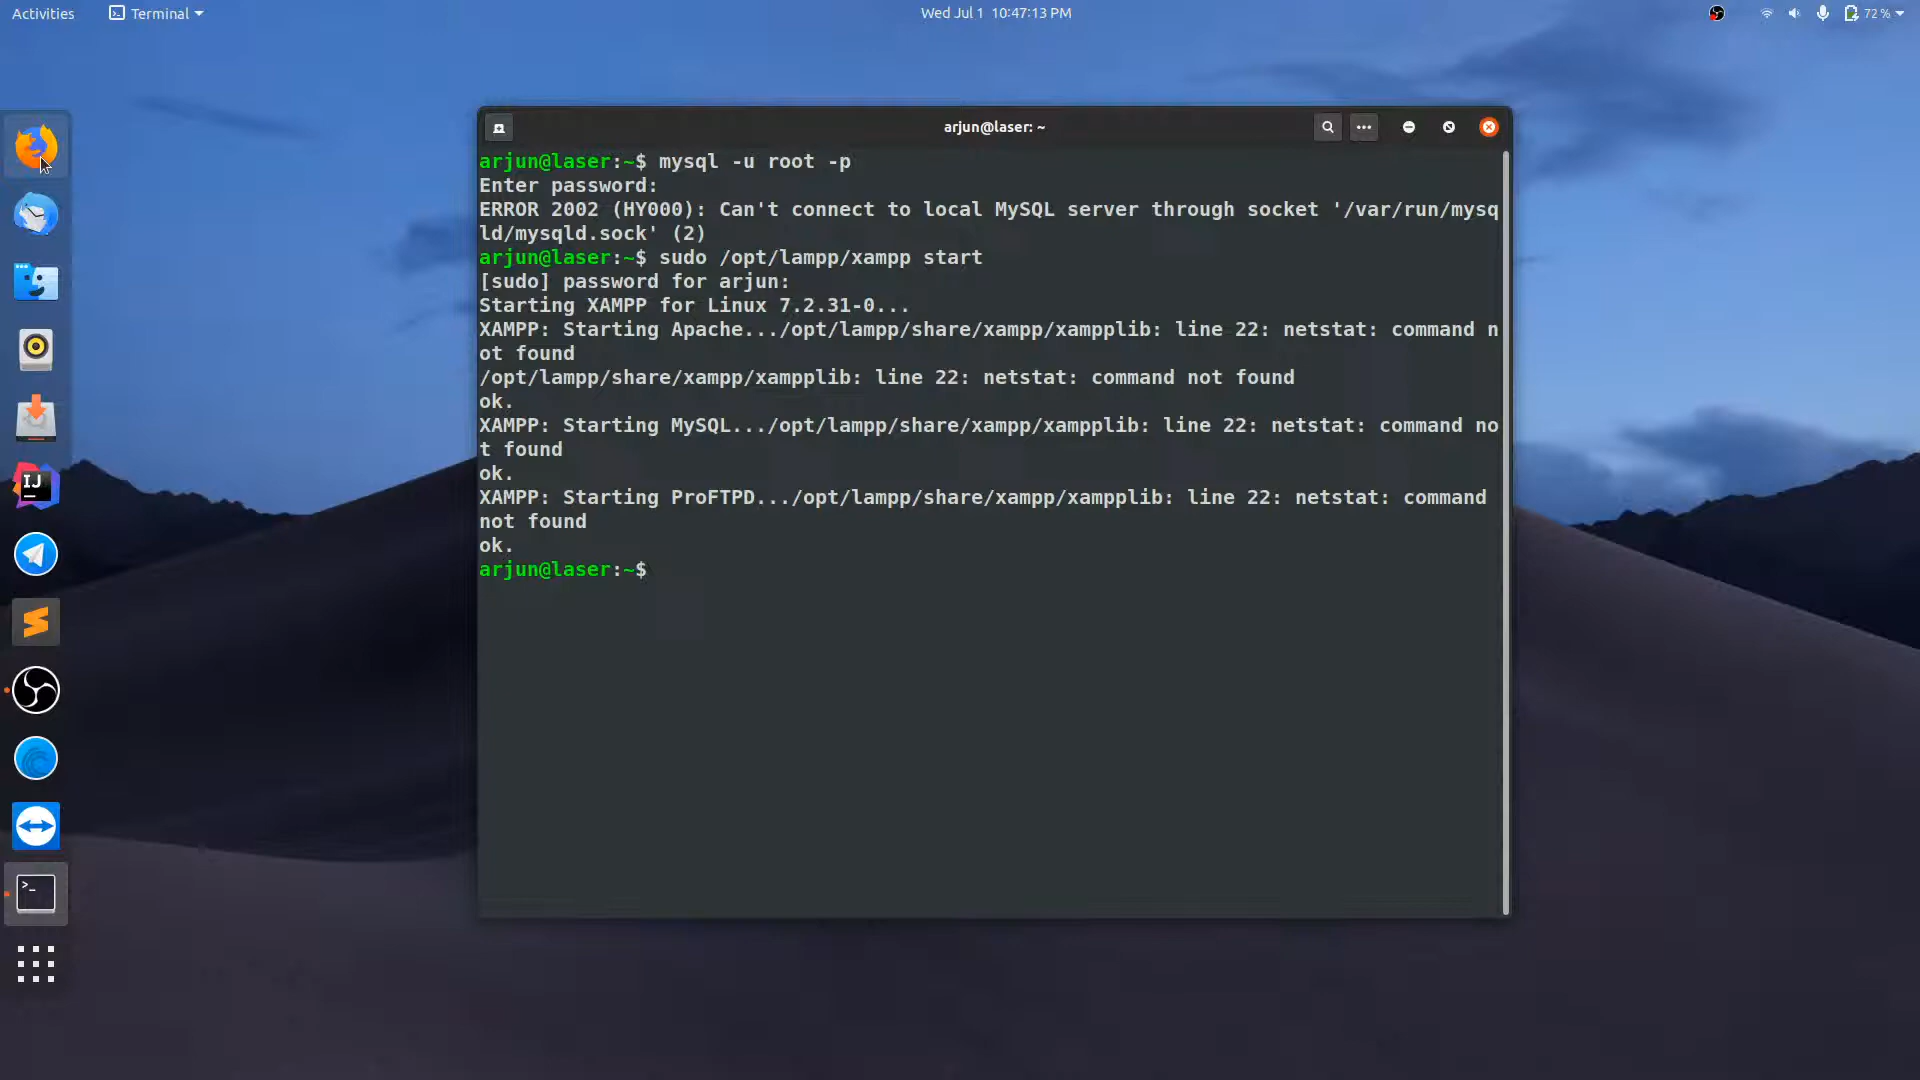 Activities
Terminal
Wed Jul 1 10:47:13 PM
72 %
arjun@laser: ~
arjun@laser:~$ mysql -u root -p
Enter password:
ERROR 2002 (HY000): Can't connect to local MySQL server through socket '/var/run/mysq
ld/mysqld.sock' (2)
arjun@laser:~$ sudo /opt/lampp/xampp start
[sudo] password for arjun:
Starting XAMPP for Linux 7.2.31-0...
XAMPP: Starting Apache.../opt/lampp/share/xampp/xampplib: line 22: netstat: command n
ot found
/opt/lampp/share/xampp/xampplib: line 22: netstat: command not found
ok.
XAMPP: Starting MySQL.../opt/lampp/share/xampp/xampplib: line 22: netstat: command no
t found
ok.
XAMPP: Starting ProFTPD.../opt/lampp/share/xampp/xampplib: line 22: netstat: command
not found
ok.
arjun@laser:~$
IJ